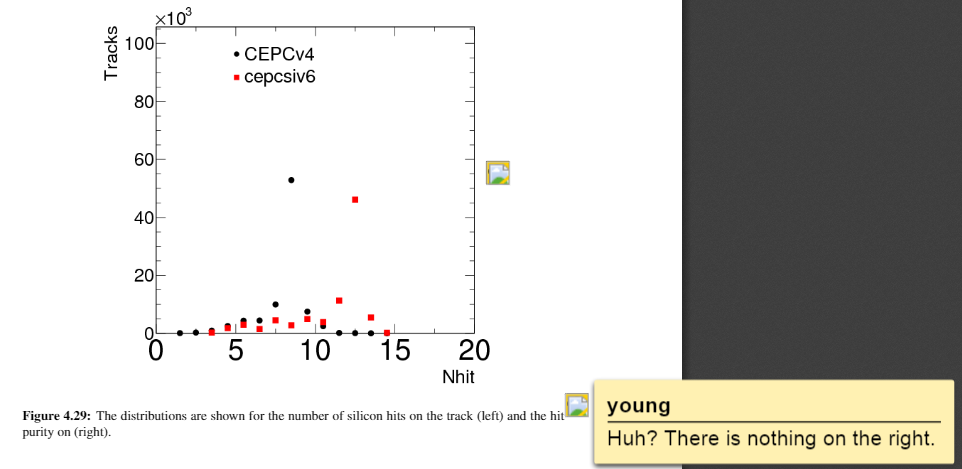 ×10³
Tracks
100
80
60
40
20
0
CEPCv4
cepcsiv6
0 5 10 15 20
Nhit
Figure 4.29: The distributions are shown for the number of silicon hits on the track (left) and the hit
purity on (right).
young
Huh? There is nothing on the right.